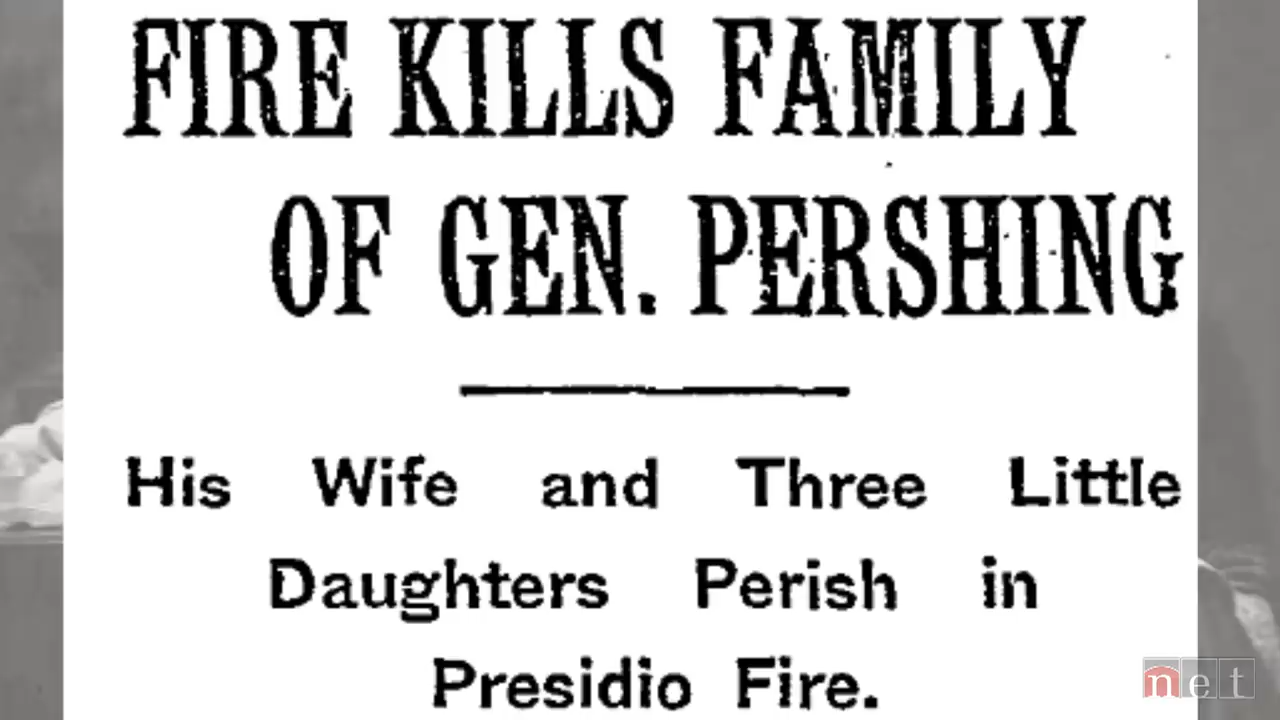 FIRE KILLS FAMILY
OF GEN. PERSHING
His Wife and Three Little
Daughters Perish in
Presidio Fire.
net